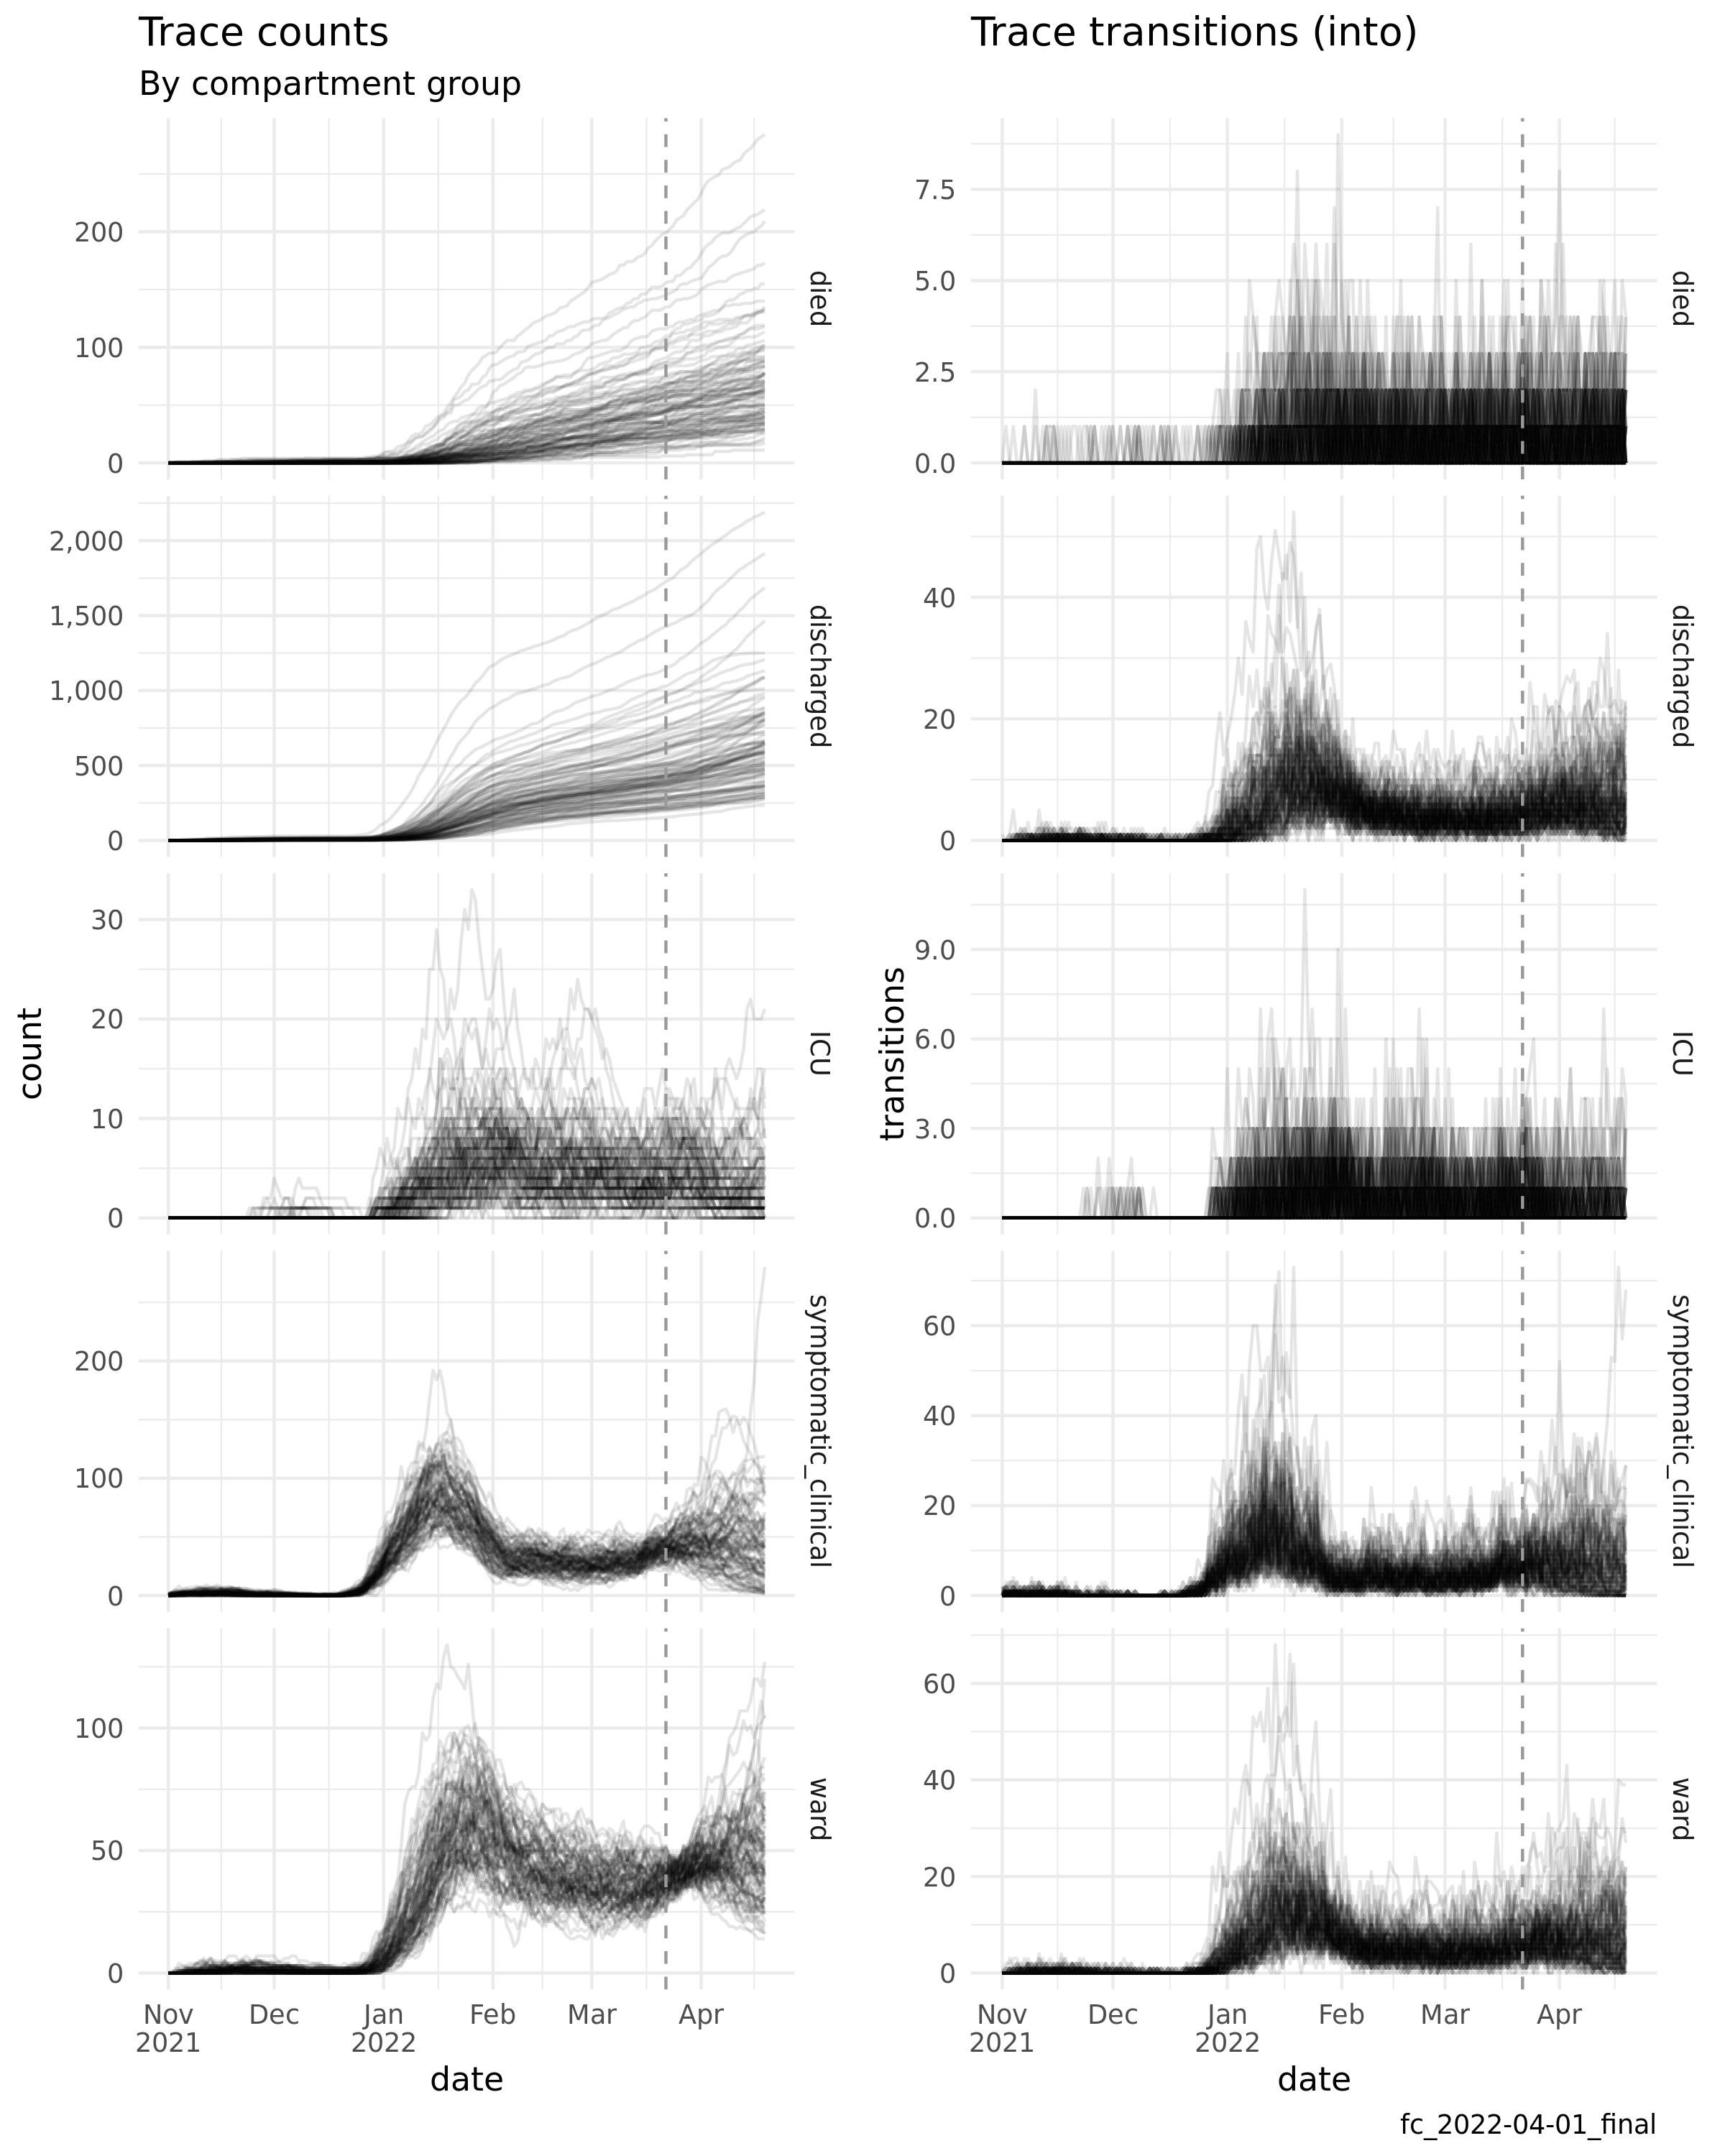 Trace counts
By compartment group
Trace transitions (into)
200
100
0
died
7.5
5.0
2.5
0.0
died
2,000
1,500
1,000
500
0
discharged
40
20
0
discharged
count
30
20
10
0
ICU
transitions
9.0
6.0
3.0
0.0
ICU
200
100
0
symptomatic_clinical
60
40
20
0
symptomatic_clinical
100
50
0
ward
60
40
20
0
ward
Nov Dec Jan Feb Mar Apr
2021 2022
date
Nov Dec Jan Feb Mar Apr
2021 2022
date
fc_2022-04-01_final